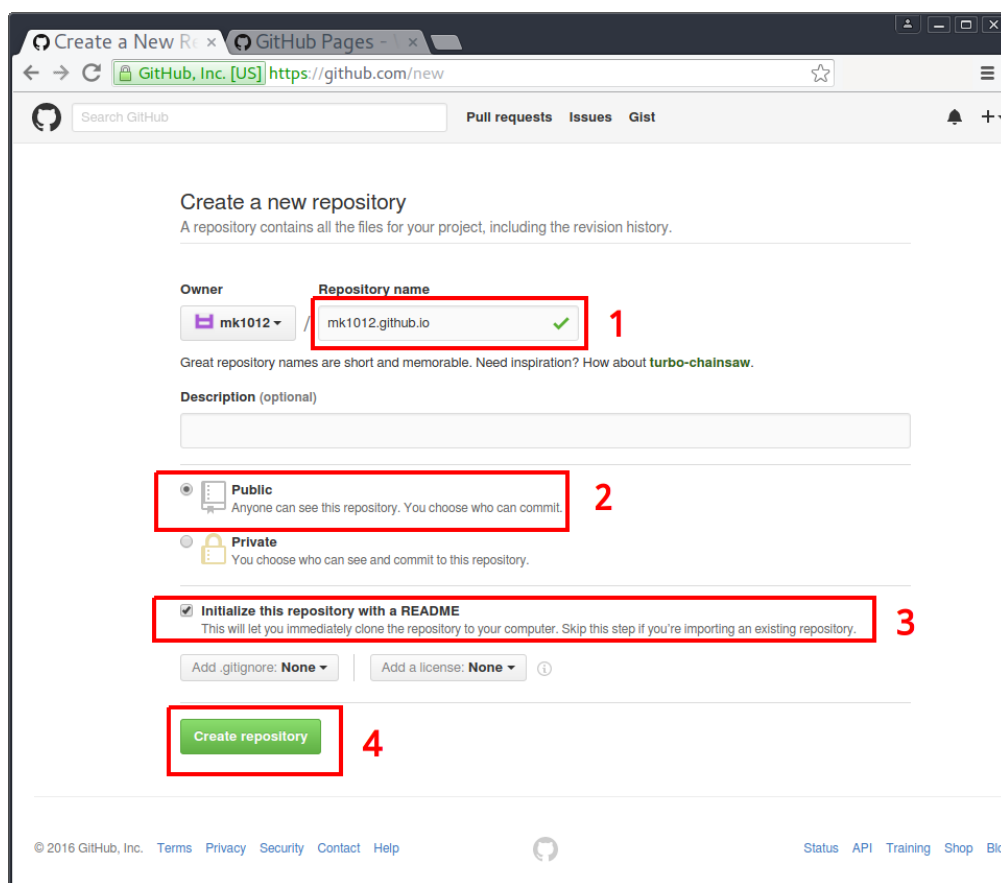 Create a New Re
GitHub Pages -
GitHub, Inc. [US] https://github.com/new
Search GitHub
Pull requests Issues Gist
Create a new repository
A repository contains all the files for your project, including the revision history.
Owner Repository name
mk1012 / mk1012.github.io 1
Great repository names are short and memorable. Need inspiration? How about turbo-chainsaw.
Description (optional)
Public 2
Anyone can see this repository. You choose who can commit.
Private
You choose who can see and commit to this repository.
Initialize this repository with a README
This will let you immediately clone the repository to your computer. Skip this step if you're importing an existing repository. 3
Add .gitignore: None Add a license: None
Create repository 4
© 2016 GitHub, Inc. Terms Privacy Security Contact Help Status API Training Shop Blo